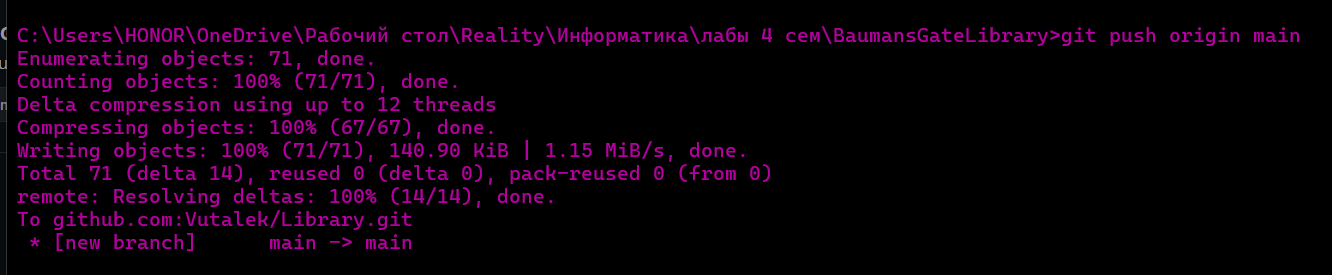 C:\Users\HONOR\OneDrive\Рабочий стол\Reality\Информатика\лабы 4 сем\BaumansGateLibrary>git push origin main
Enumerating objects: 71, done.
Counting objects: 100% (71/71), done.
Delta compression using up to 12 threads
Compressing objects: 100% (67/67), done.
Writing objects: 100% (71/71), 140.90 KiB | 1.15 MiB/s, done.
Total 71 (delta 14), reused 0 (delta 0), pack-reused 0 (from 0)
remote: Resolving deltas: 100% (14/14), done.
To github.com:Vutalek/Library.git
 * [new branch]      main -> main